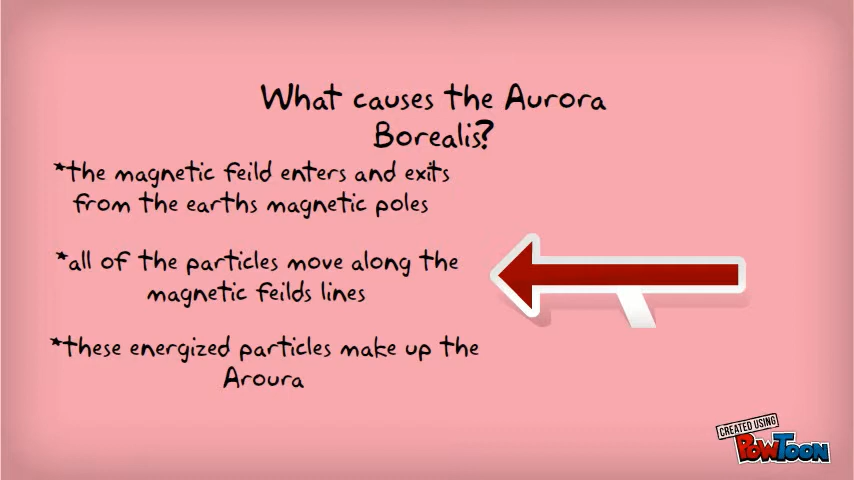 What causes the Aurora
Borealis?
*the magnetic feild enters and exits
from the earths magnetic poles
*all of the particles move along the
magnetic feilds lines
*these energized particles make up the
Aroura
CREATED USING
POWTOON